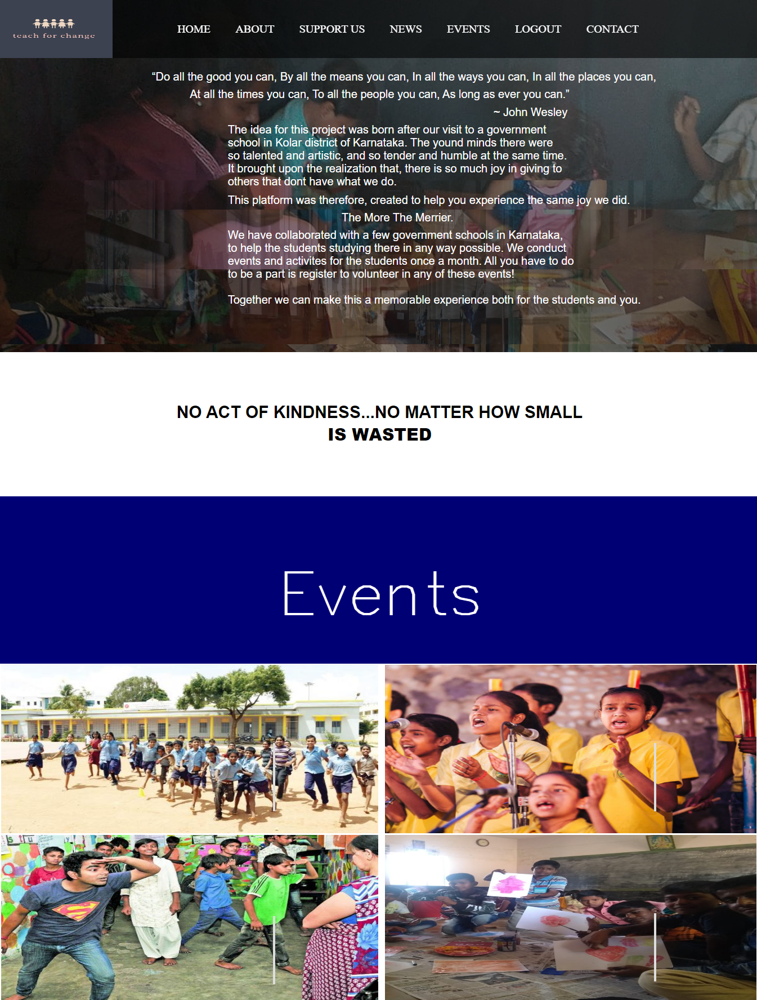 teach for change
HOME ABOUT SUPPORT US NEWS EVENTS LOGOUT CONTACT
“Do all the good you can, By all the means you can, In all the ways you can, In all the places you can,
At all the times you can, To all the people you can, As long as ever you can.”
~ John Wesley
The idea for this project was born after our visit to a government
school in Kolar district of Karnataka. The yound minds there were
so talented and artistic, and so tender and humble at the same time.
It brought upon the realization that, there is so much joy in giving to
others that dont have what we do.
This platform was therefore, created to help you experience the same joy we did.
The More The Merrier.
We have collaborated with a few government schools in Karnataka,
to help the students studying there in any way possible. We conduct
events and activites for the students once a month. All you have to do
to be a part is register to volunteer in any of these events!
Together we can make this a memorable experience both for the students and you.
NO ACT OF KINDNESS...NO MATTER HOW SMALL
IS WASTED
Events
s t u